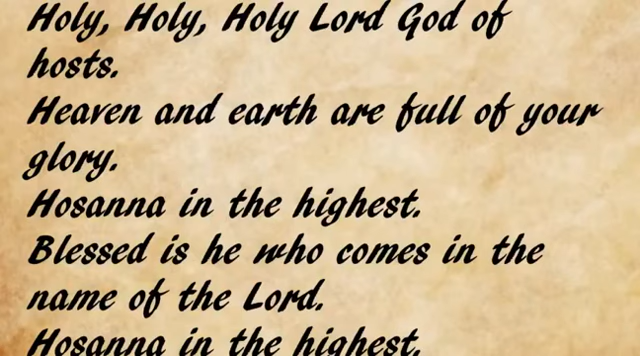 Holy, Holy, Holy Lord God of
hosts.
Heaven and earth are full of your
glory.
Hosanna in the highest.
Blessed is he who comes in the
name of the Lord.
Hosanna in the highest.